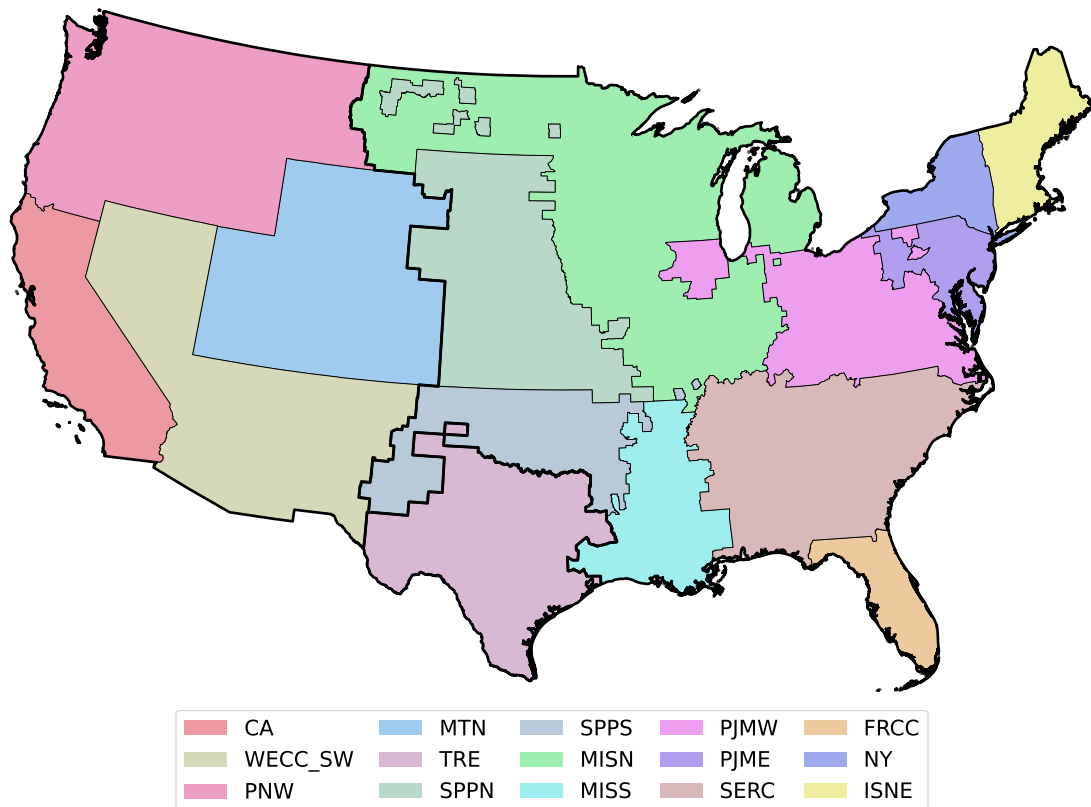 CA MTN SPPS PJMW FRCC
WECC_SW TRE MISN PJME NY
PNW SPPN MISS SERC ISNE